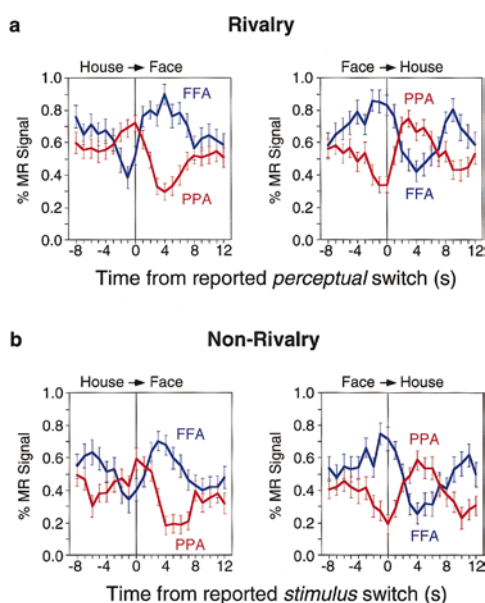 a Rivalry
House → Face
Face → House
% MR Signal
1.0
0.8
0.6
0.4
0.2
0.0
FFA
PPA
-8 -4 0 4 8 12
% MR Signal
1.0
0.8
0.6
0.4
0.2
0.0
PPA
FFA
-8 -4 0 4 8 12
Time from reported perceptual switch (s)
b Non-Rivalry
House → Face
Face → House
% MR Signal
1.0
0.8
0.6
0.4
0.2
0.0
FFA
PPA
-8 -4 0 4 8 12
% MR Signal
1.0
0.8
0.6
0.4
0.2
0.0
PPA
FFA
-8 -4 0 4 8 12
Time from reported stimulus switch (s)